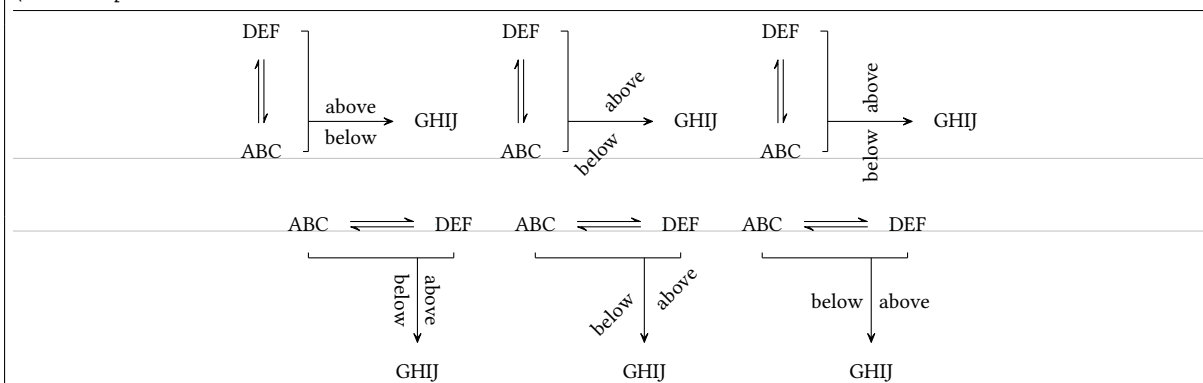 DEF DEF DEF
above above above
GHIJ GHIJ GHIJ
below below below
ABC ABC ABC
ABC DEF ABC DEF ABC DEF
below above below above below above
GHIJ GHIJ GHIJ